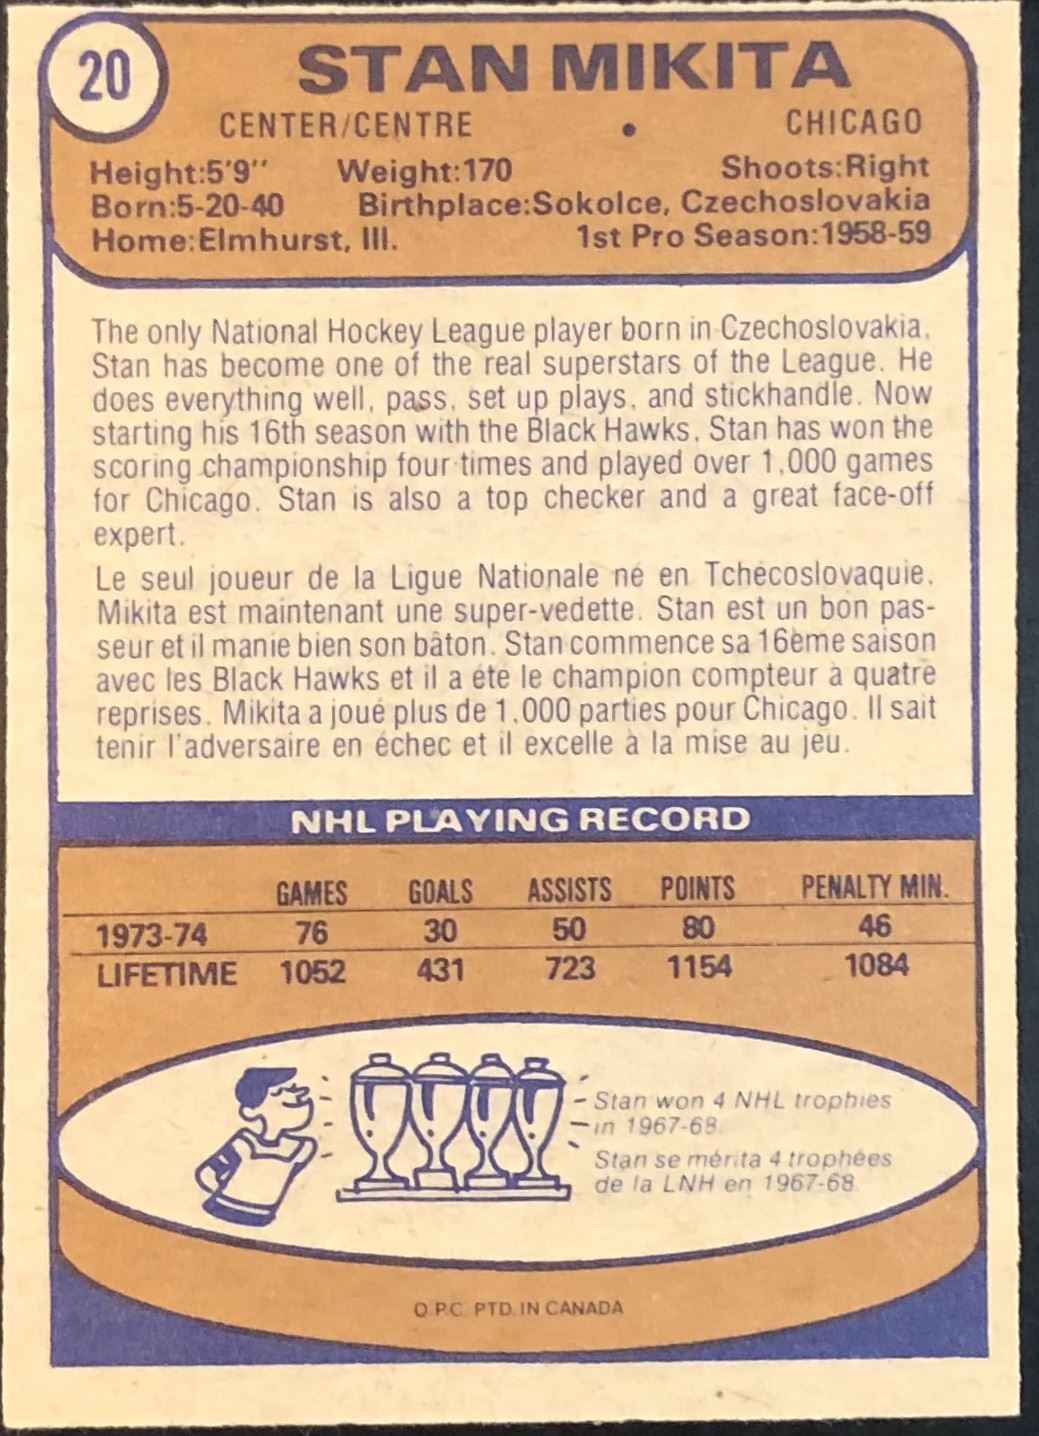 20
STAN MIKITA
CENTER/CENTRE • CHICAGO
Height:5'9" Weight:170 Shoots:Right
Born:5-20-40 Birthplace:Sokolce, Czechoslovakia
Home:Elmhurst, Ill. 1st Pro Season:1958-59
The only National Hockey League player born in Czechoslovakia,
Stan has become one of the real superstars of the League. He
does everything well, pass, set up plays, and stickhandle. Now
starting his 16th season with the Black Hawks, Stan has won the
scoring championship four times and played over 1,000 games
for Chicago. Stan is also a top checker and a great face-off
expert.
Le seul joueur de la Ligue Nationale né en Tchécoslovaquie,
Mikita est maintenant une super-vedette. Stan est un bon pas-
seur et il manie bien son bâton. Stan commence sa 16ème saison
avec les Black Hawks et il a été le champion compteur à quatre
reprises. Mikita a joué plus de 1,000 parties pour Chicago. Il sait
tenir l'adversaire en échec et il excelle à la mise au jeu.
NHL PLAYING RECORD
GAMES GOALS ASSISTS POINTS PENALTY MIN.
1973-74 76 30 50 80 46
LIFETIME 1052 431 723 1154 1084
Stan won 4 NHL trophies
in 1967-68.
Stan se mérita 4 trophées
de la LNH en 1967-68.
O.P.C. PTD. IN CANADA